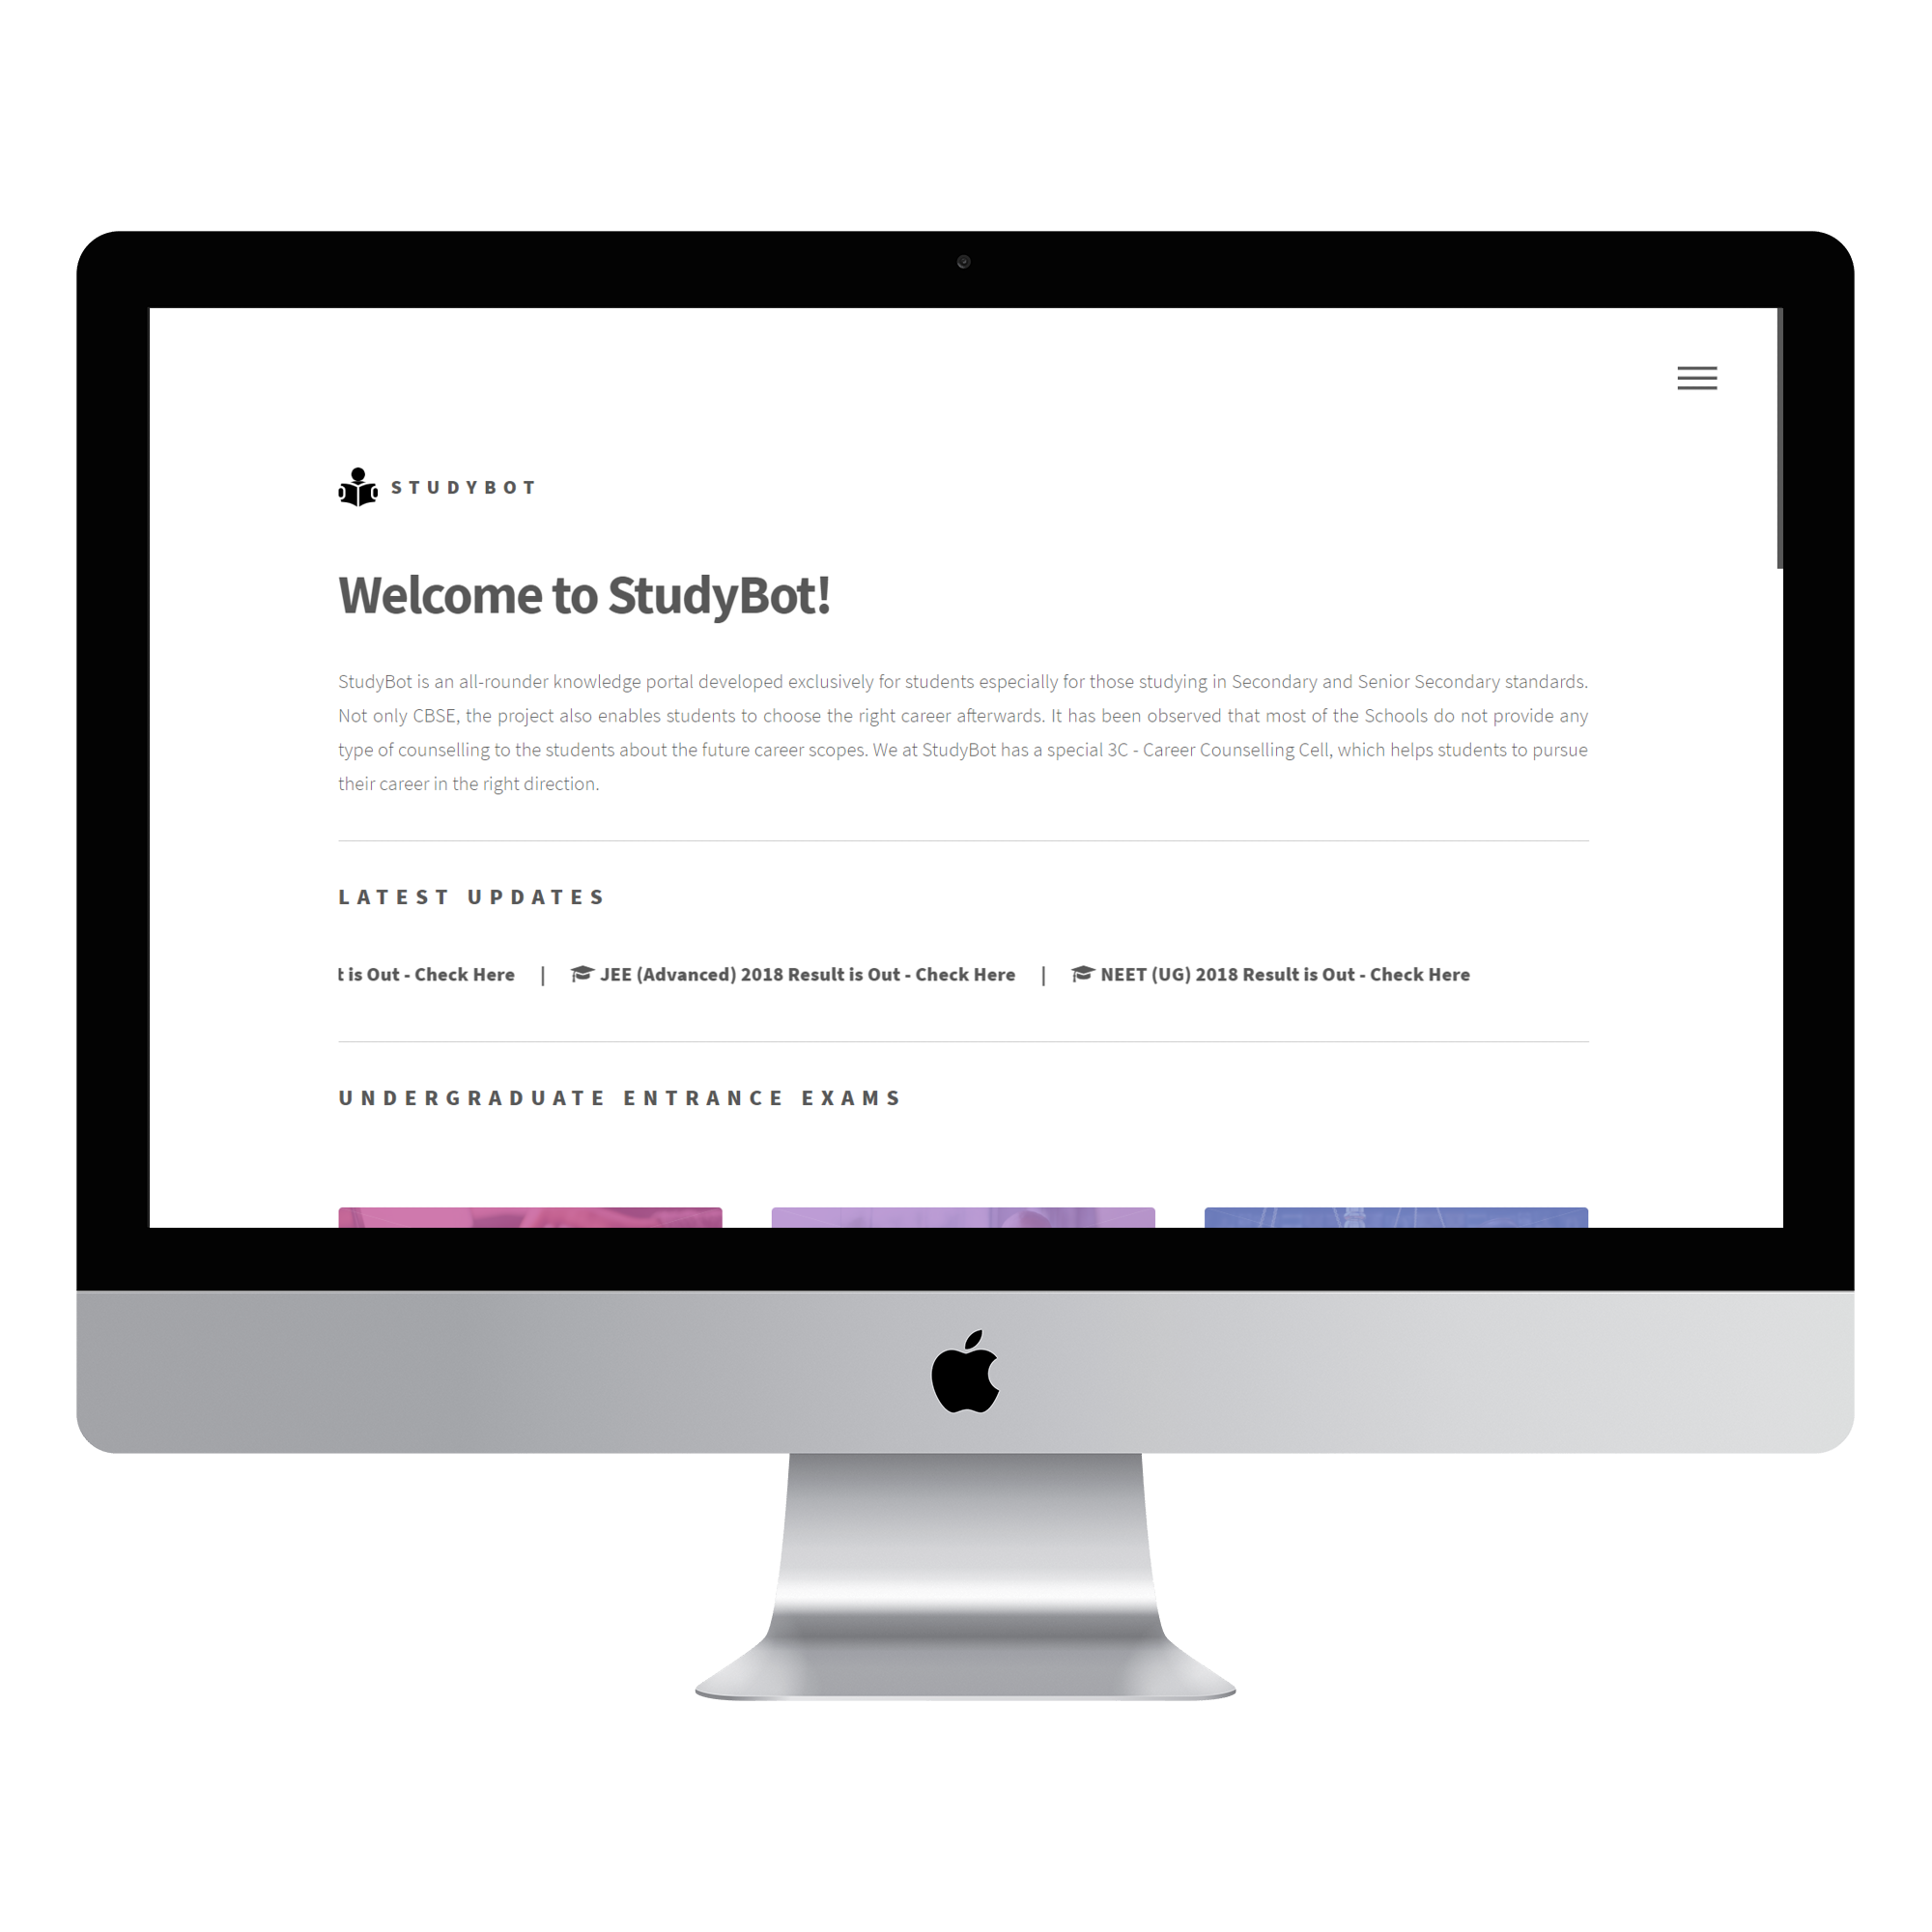 STUDYBOT
Welcome to StudyBot!
StudyBot is an all-rounder knowledge portal developed exclusively for students especially for those studying in Secondary and Senior Secondary standards.
Not only CBSE, the project also enables students to choose the right career afterwards. It has been observed that most of the Schools do not provide any
type of counselling to the students about the future career scopes. We at StudyBot has a special 3C - Career Counselling Cell, which helps students to pursue
their career in the right direction.
LATEST UPDATES
t is Out - Check Here | JEE (Advanced) 2018 Result is Out - Check Here | NEET (UG) 2018 Result is Out - Check Here
UNDERGRADUATE ENTRANCE EXAMS